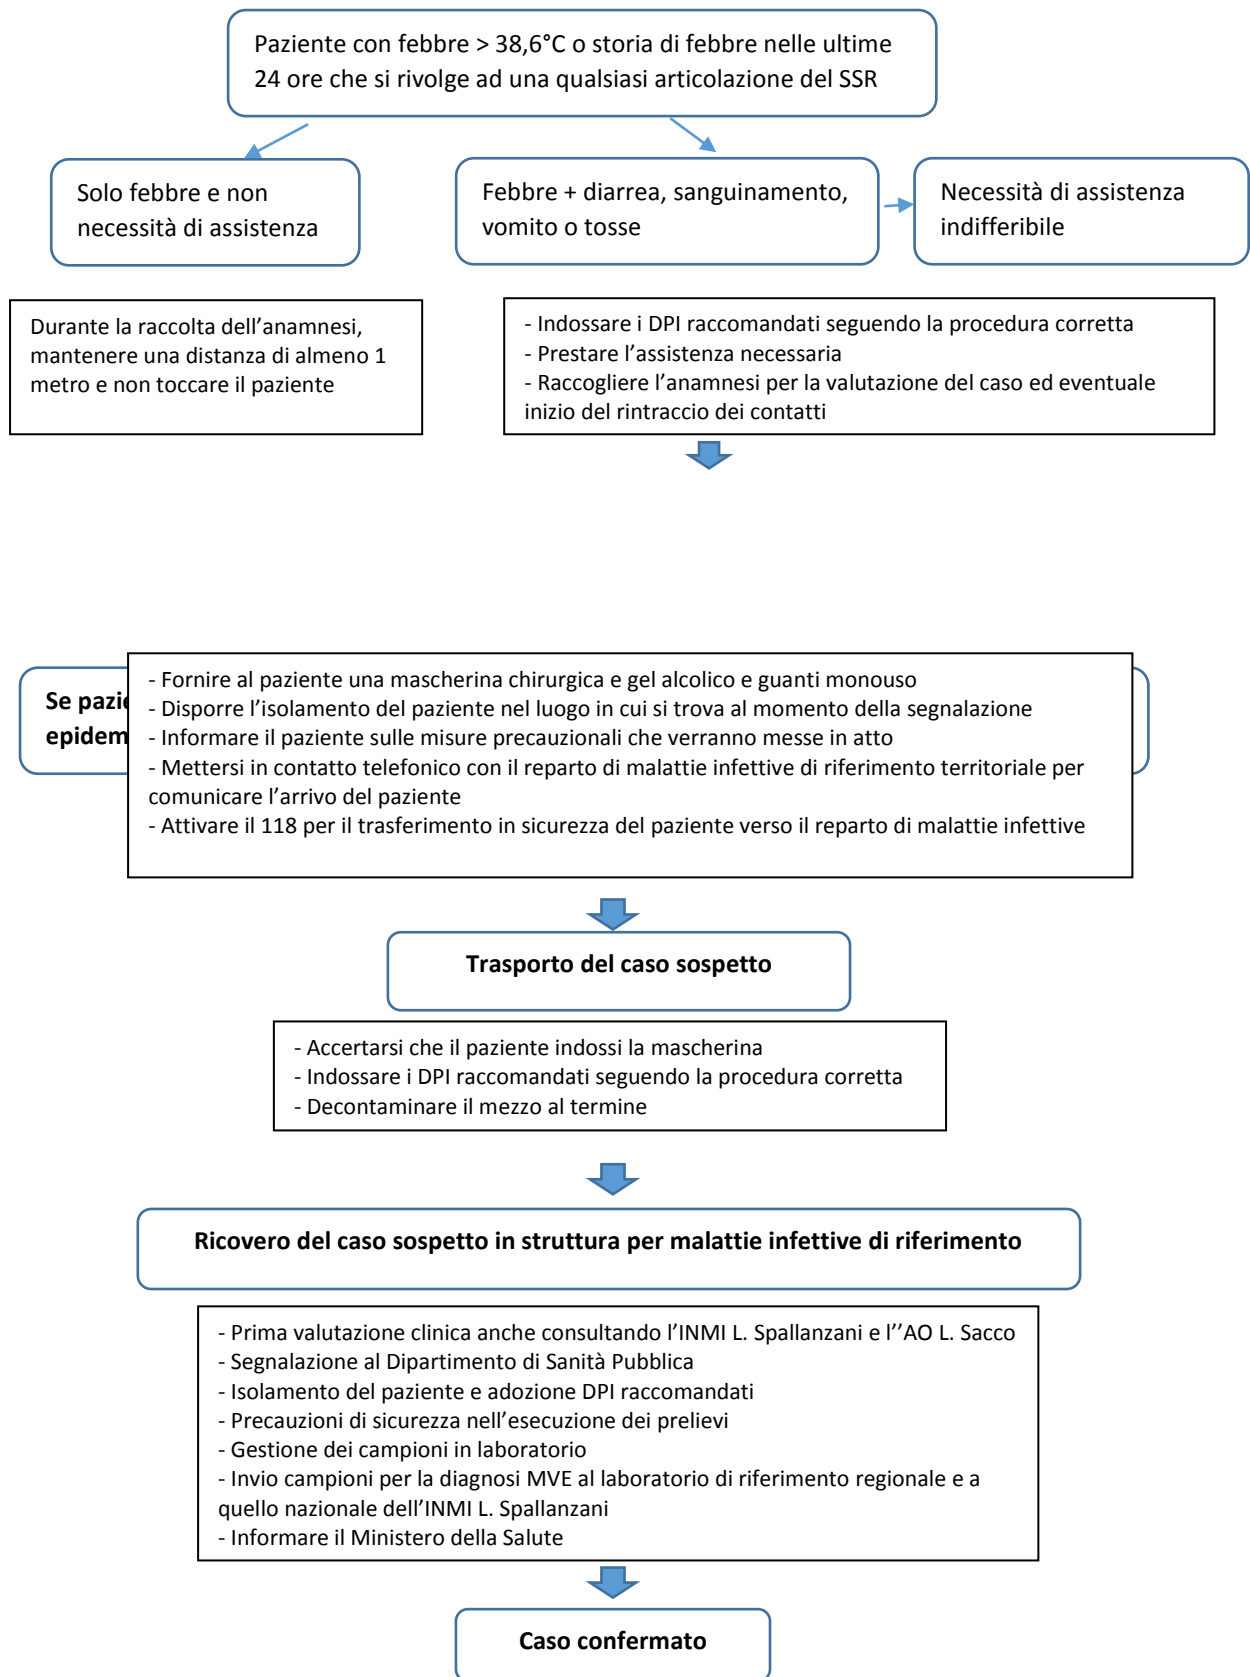 Paziente con febbre > 38,6°C o storia di febbre nelle ultime
24 ore che si rivolge ad una qualsiasi articolazione del SSR
Solo febbre e non
necessità di assistenza
Febbre + diarrea, sanguinamento,
vomito o tosse
Necessità di assistenza
indifferibile
Durante la raccolta dell’anamnesi,
mantenere una distanza di almeno 1
metro e non toccare il paziente
- Indossare i DPI raccomandati seguendo la procedura corretta
- Prestare l’assistenza necessaria
- Raccogliere l’anamnesi per la valutazione del caso ed eventuale
inizio del rintraccio dei contatti
Se
- Fornire al paziente una mascherina chirurgica e gel alcolico e guanti monouso
- Disporre l’isolamento del paziente nel luogo in cui si trova al momento della segnalazione
- Informare il paziente sulle misure precauzionali che verranno messe in atto
- Mettersi in contatto telefonico con il reparto di malattie infettive di riferimento territoriale per
comunicare l’arrivo del paziente
- Attivare il 118 per il trasferimento in sicurezza del paziente verso il reparto di malattie infettive
Trasporto del caso sospetto
- Accertarsi che il paziente indossi la mascherina
- Indossare i DPI raccomandati seguendo la procedura corretta
- Decontaminare il mezzo al termine
Ricovero del caso sospetto in struttura per malattie infettive di riferimento
- Prima valutazione clinica anche consultando l’INMI L. Spallanzani e l’’AO L. Sacco
- Segnalazione al Dipartimento di Sanità Pubblica
- Isolamento del paziente e adozione DPI raccomandati
- Precauzioni di sicurezza nell’esecuzione dei prelievi
- Gestione dei campioni in laboratorio
- Invio campioni per la diagnosi MVE al laboratorio di riferimento regionale e a
quello nazionale dell’INMI L. Spallanzani
- Informare il Ministero della Salute
Caso confermato